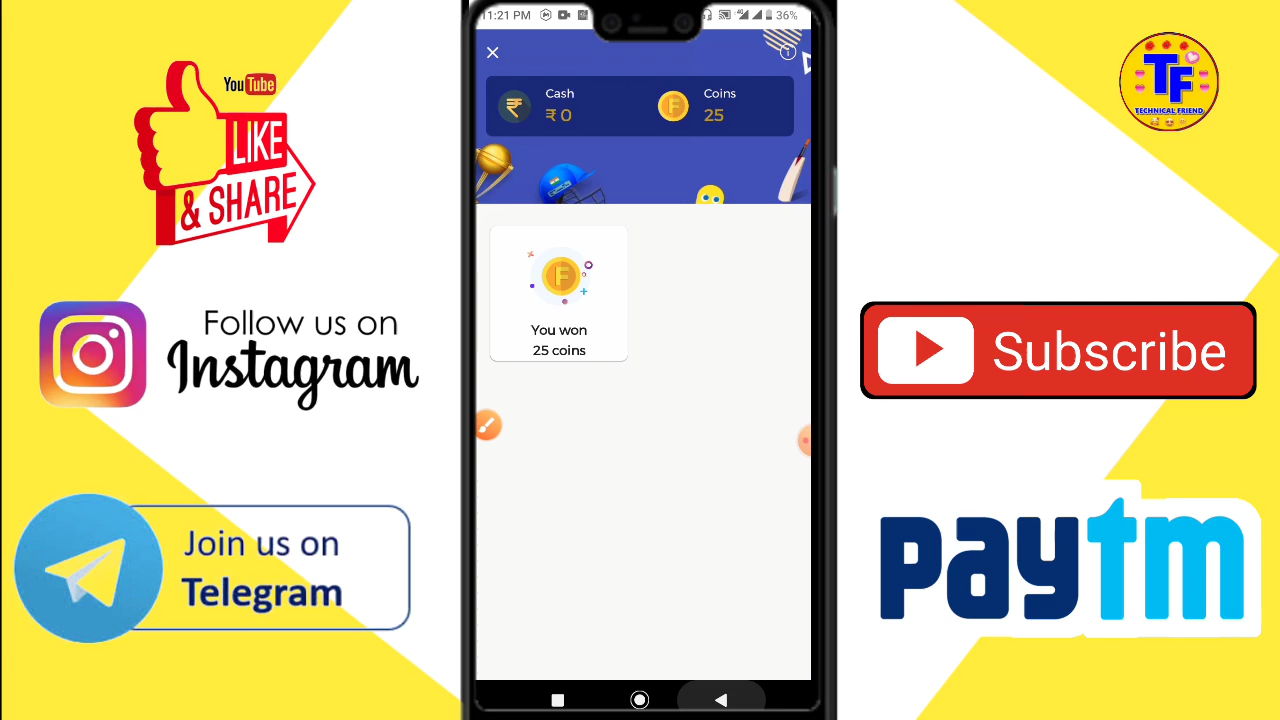 YouTube
LIKE
& SHARE
Follow us on
Instagram
Join us on
Telegram
11:21 PM
36%
Cash
₹ 0
Coins
25
F
F
You won
25 coins
TF
TECHNICAL FRIEND
Subscribe
paytm